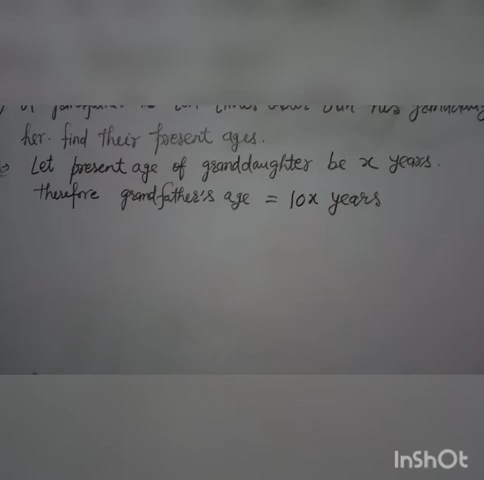 her. find their present ages.
Let present age of granddaughter be x years.
therefore grandfather's age = 10x years
InShOt